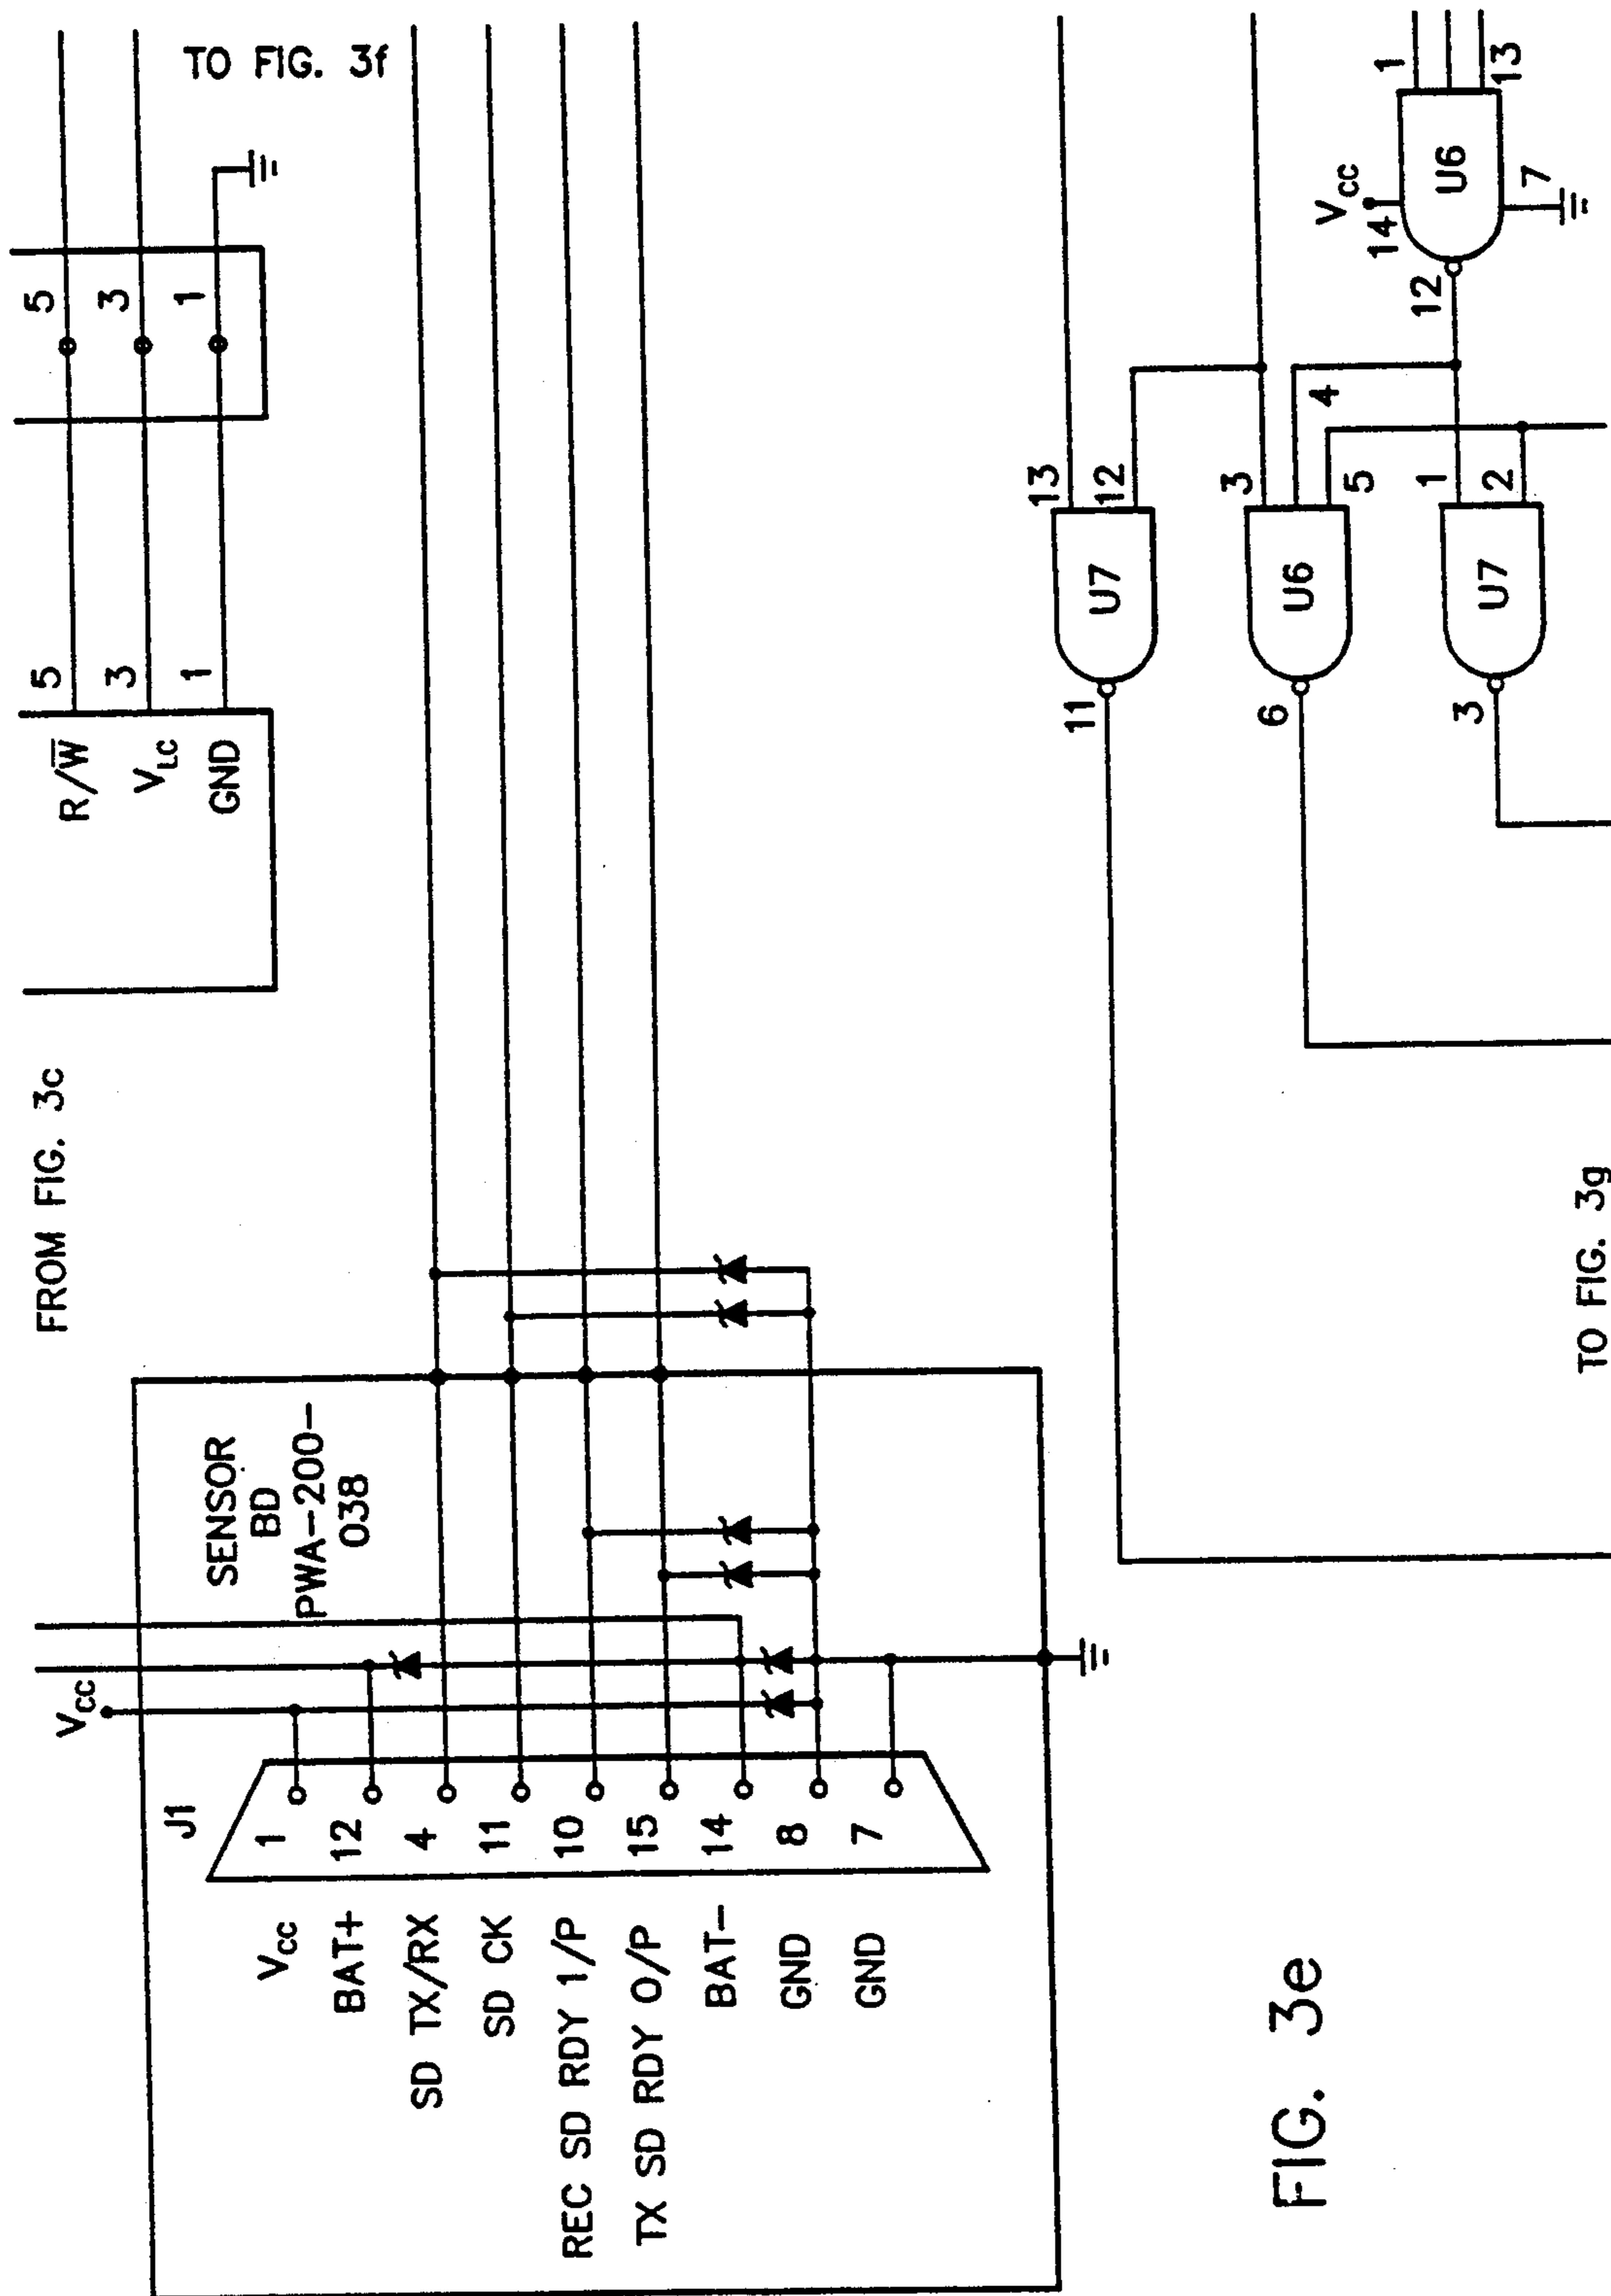 FROM FIG. 3c
TO FIG. 3f
R/W̅
5
5
V_LC
3
3
GND
1
1
V_CC
SENSOR
BD
PWA-200-
038
J1
V_CC 1
BAT+ 12
SD TX/RX 4
SD CK 11
REC SD RDY 1/P 10
TX SD RDY O/P 15
BAT- 14
GND 8
GND 7
11
U7
13
12
6
U6
3
4
5
3
U7
1
2
12
14
V_CC
U6
7
1
13
TO FIG. 3g
FIG. 3e